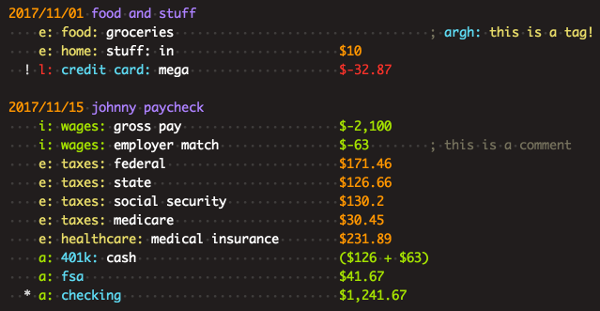 2017/11/01 food and stuff
e: food: groceries ; argh: this is a tag!
e: home: stuff: in $10
! l: credit card: mega $-32.87
2017/11/15 johnny paycheck
i: wages: gross pay $-2,100
i: wages: employer match $-63 ; this is a comment
e: taxes: federal $171.46
e: taxes: state $126.66
e: taxes: social security $130.2
e: taxes: medicare $30.45
e: healthcare: medical insurance $231.89
a: 401k: cash ($126 + $63)
a: fsa $41.67
* a: checking $1,241.67